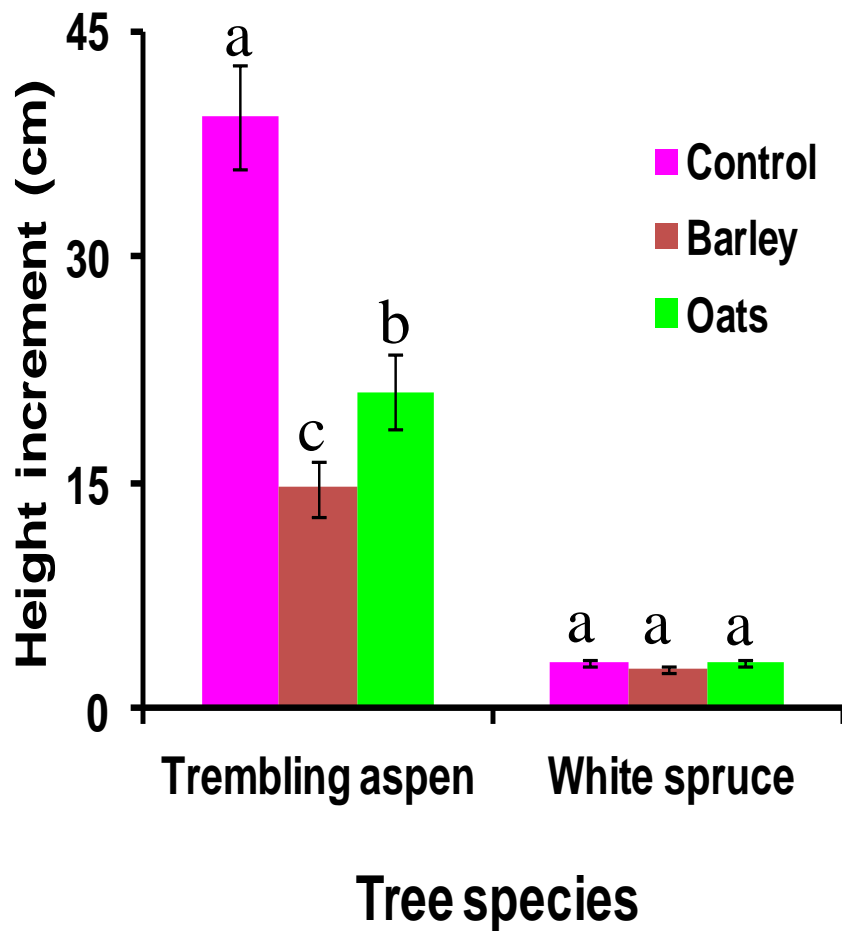 Height increment (cm)
45
30
15
0
a
c
b
a
a
a
Control
Barley
Oats
Trembling aspen
White spruce
Tree species